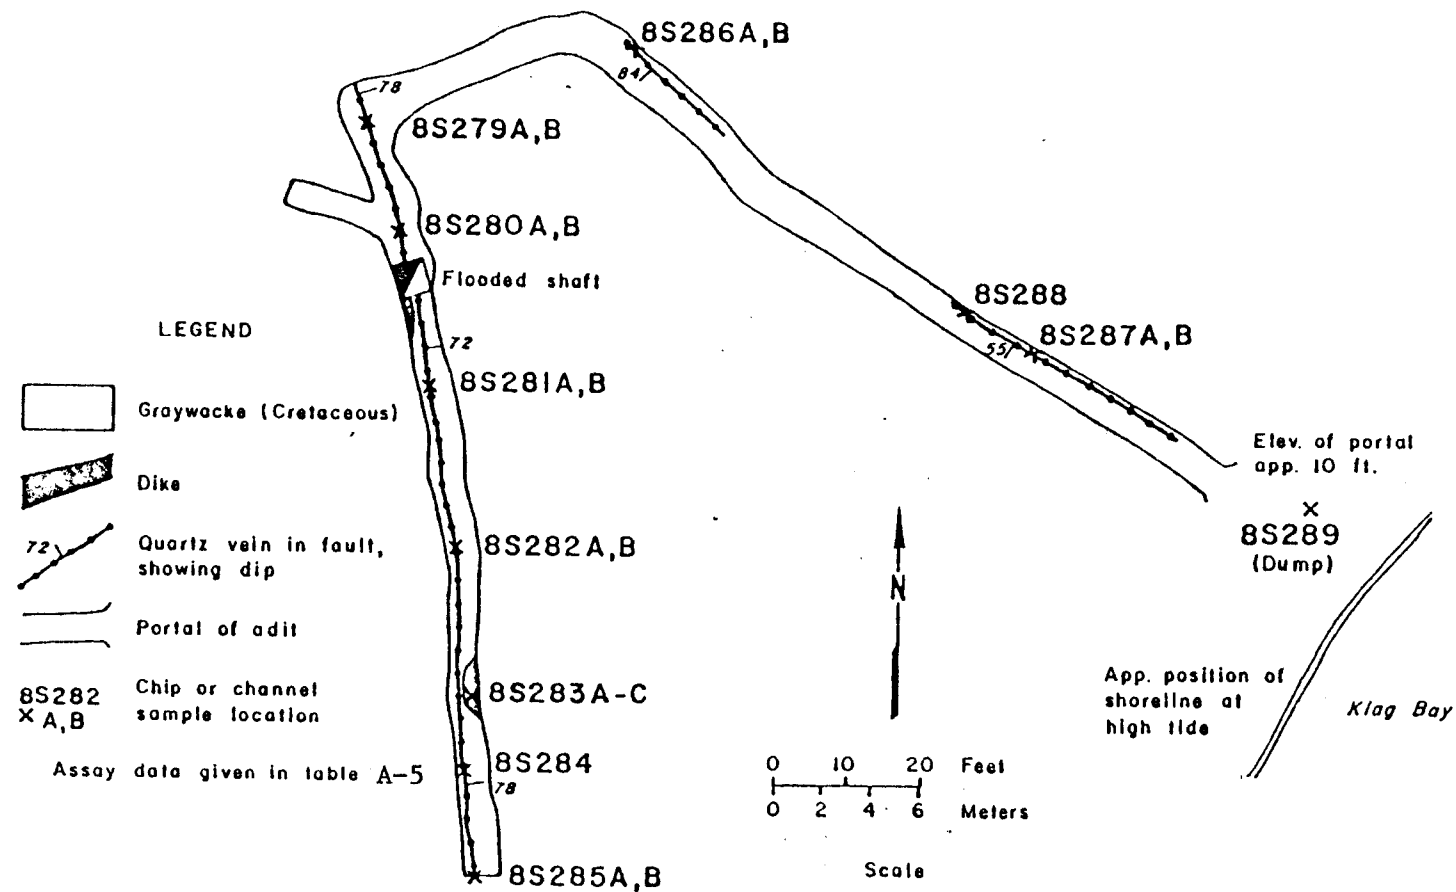 8S286A,B
84
78
8S279A,B
8S280A,B
Flooded shaft
72
8S281A,B
8S282A,B
8S283A-C
8S284
78
8S285A,B
8S288
55
8S287A,B
Elev. of portal
app. 10 ft.
8S289
(Dump)
App. position of
shoreline at
high tide
Klag Bay
N
0 10 20 Feet
0 2 4 6 Meters
Scale
LEGEND
Graywacke (Cretaceous)
Dike
72
Quartz vein in fault,
showing dip
Portal of adit
8S282
A,B
Chip or channel
sample location
Assay data given in table A-5